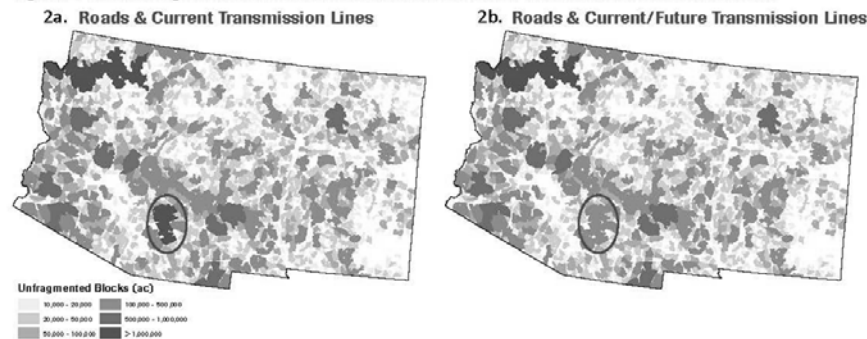 2a. Roads & Current Transmission Lines
2b. Roads & Current/Future Transmission Lines
Unfragmented Blocks (ac)
10,000 - 20,000
20,000 - 50,000
50,000 - 100,000
100,000 - 500,000
500,000 - 1,000,000
> 1,000,000